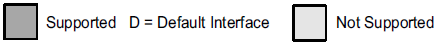 Supported D = Default Interface Not Supported